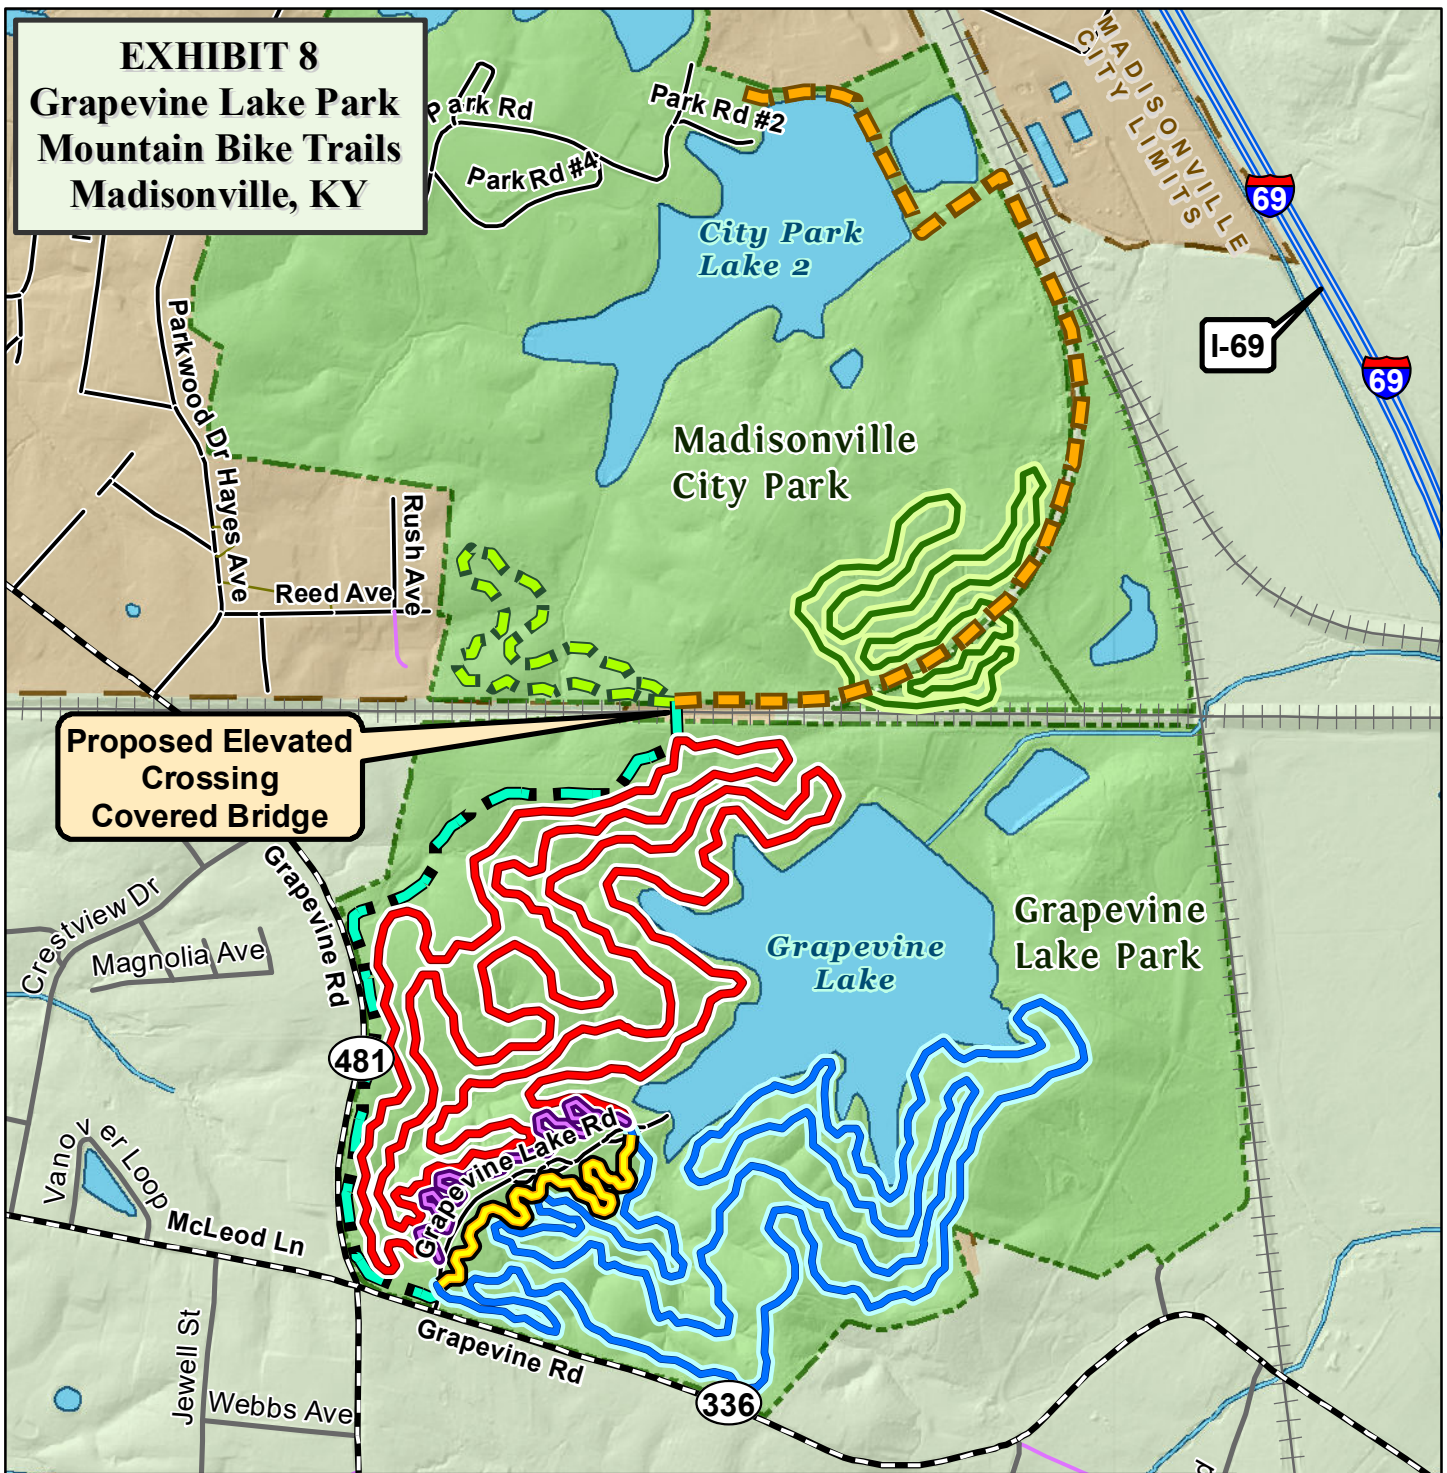 EXHIBIT 8
Grapevine Lake Park
Mountain Bike Trails
Madisonville, KY
Park Rd
Park Rd #2
Park Rd #4
City Park
Lake 2
MADISONVILLE
CITY LIMITS
69
I-69
69
Parkwood Dr
Hayes Ave
Rush Ave
Reed Ave
Madisonville
City Park
Proposed Elevated
Crossing
Covered Bridge
Grapevine Rd
Crestview Dr
Magnolia Ave
481
Grapevine
Lake
Grapevine
Lake Park
Vanover Loop
McLeod Ln
Grapevine Lake Rd
Grapevine Rd
Jewell St
Webbs Ave
336